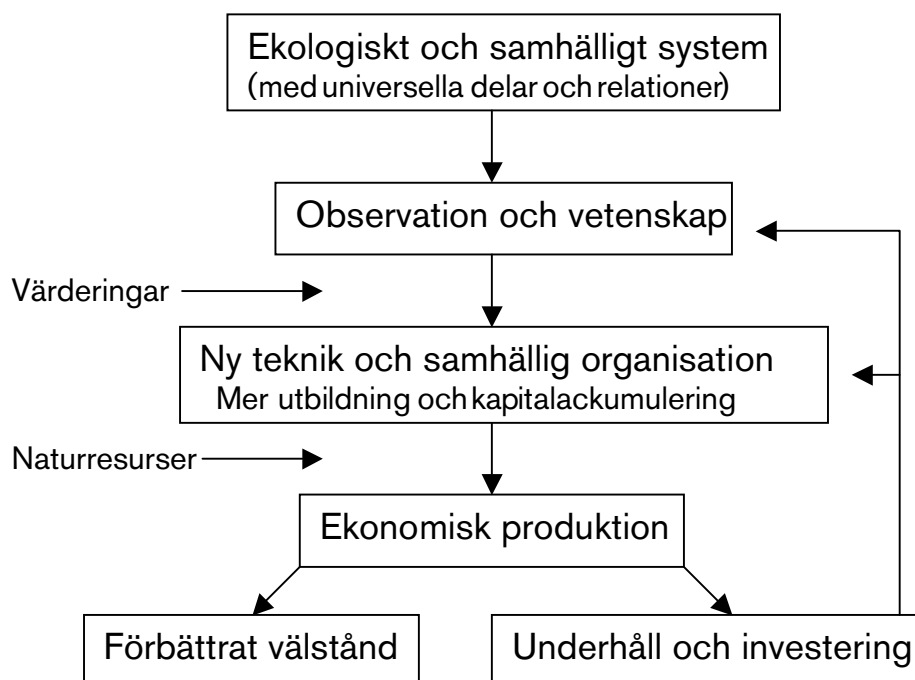 Ekologiskt och samhälligt system
(med universella delar och relationer)
Observation och vetenskap
Värderingar
Ny teknik och samhällig organisation
Mer utbildning och kapitalackumulering
Naturresurser
Ekonomisk produktion
Förbättrat välstånd
Underhåll och investering